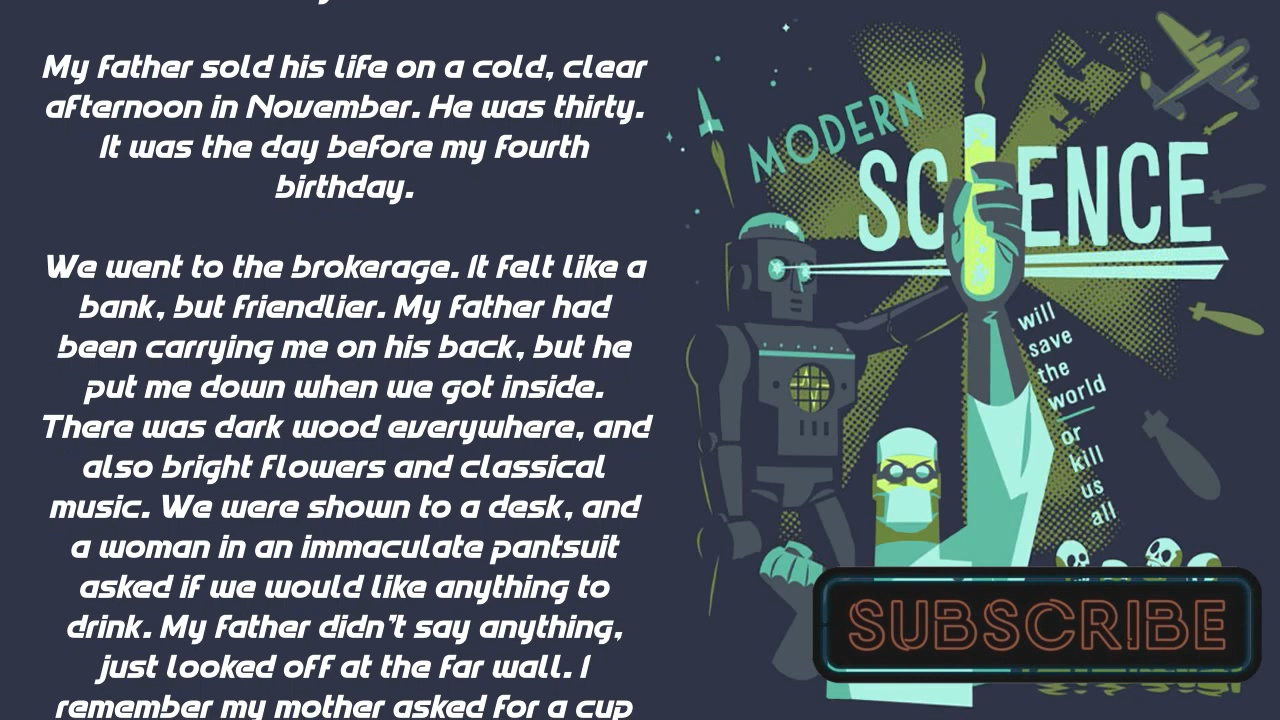 My father sold his life on a cold, clear
afternoon in November. He was thirty.
It was the day before my fourth
birthday.
We went to the brokerage. It felt like a
bank, but friendlier. My father had
been carrying me on his back, but he
put me down when we got inside.
There was dark wood everywhere, and
also bright flowers and classical
music. We were shown to a desk, and
a woman in an immaculate pantsuit
asked if we would like anything to
drink. My father didn't say anything,
just looked off at the far wall. I
remember my mother asked for a cup
MODERN
SCIENCE
will
save
the
world
or
kill
us
all
SUBSCRIBE